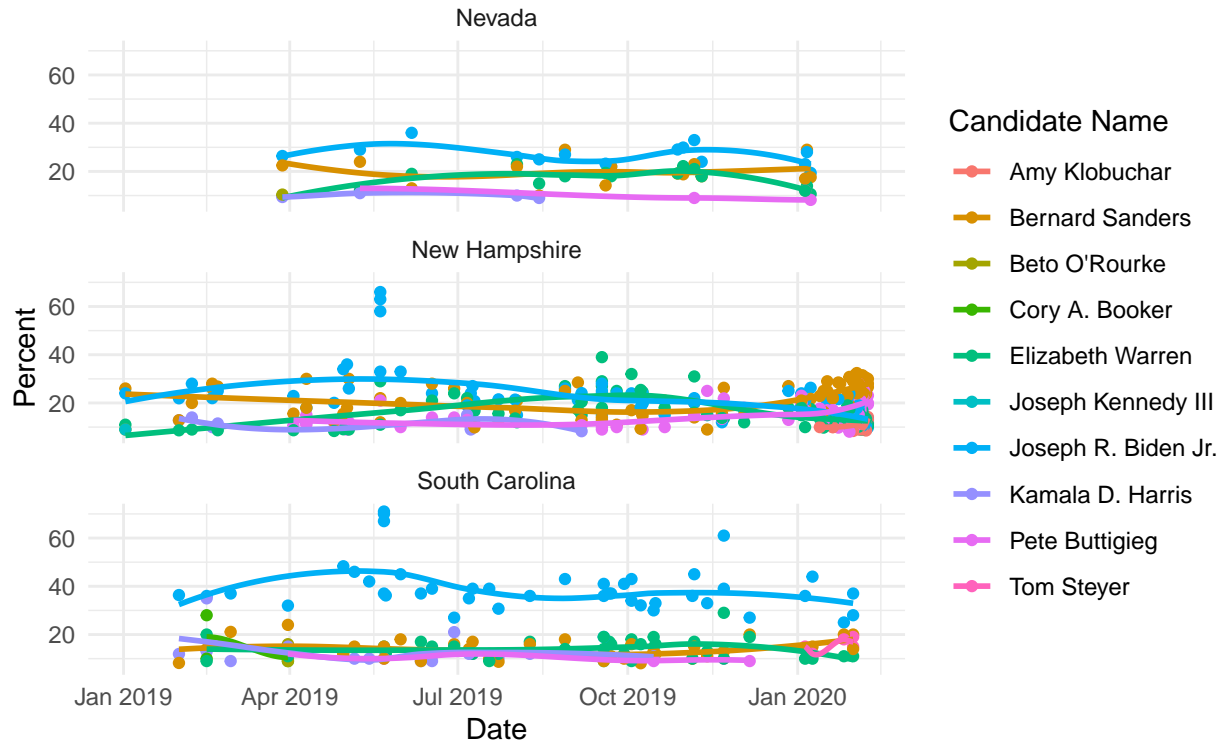 Nevada
60
40
20
New Hampshire
60
40
20
South Carolina
60
40
20
Percent
Jan 2019
Apr 2019
Jul 2019
Oct 2019
Jan 2020
Date
Candidate Name
Amy Klobuchar
Bernard Sanders
Beto O'Rourke
Cory A. Booker
Elizabeth Warren
Joseph Kennedy III
Joseph R. Biden Jr.
Kamala D. Harris
Pete Buttigieg
Tom Steyer